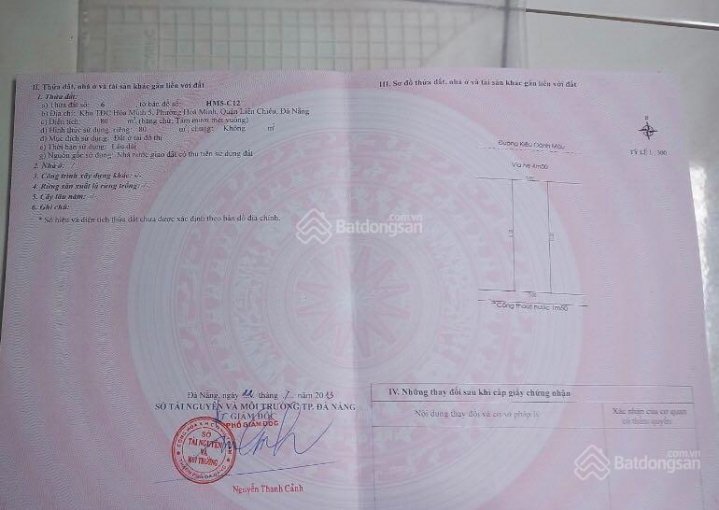 II. Thửa đất, nhà ở và tài sản khác gắn liền với đất
1. Thửa đất:
a) Thửa đất số: 6 tờ bản đồ số: HM5-C12
b) Địa chỉ: Khu TĐC Hòa Minh 5, Phường Hoà Minh, Quận Liên Chiểu, Đà Nẵng
c) Diện tích: 80 m² (bằng chữ: Tám mươi mét vuông)
d) Hình thức sử dụng: riêng: 80 m² chung: Không m²
đ) Mục đích sử dụng: Đất ở tại đô thị
e) Thời hạn sử dụng: Lâu dài
g) Nguồn gốc sử dụng: Nhà nước giao đất có thu tiền sử dụng đất
2. Nhà ở: -/-
3. Công trình xây dựng khác: -/-
4. Rừng sản xuất là rừng trồng: -/-
5. Cây lâu năm: -/-
6. Ghi chú:
* Số hiệu và diện tích thửa đất chưa được xác định theo bản đồ địa chính.
Đà Nẵng, ngày tháng năm
SỞ TÀI NGUYÊN VÀ MÔI TRƯỜNG TP. ĐÀ NẴNG
GIÁM ĐỐC
PHÓ GIÁM ĐỐC
SỞ
TÀI NGUYÊN
VÀ
MÔI TRƯỜNG
Nguyễn Thanh Cảnh
III. Sơ đồ thửa đất, nhà ở và tài sản khác gắn liền với đất
Đường Kiều Oánh Mậu
Vỉa hè 4m50
TỶ LỆ 1: 500
Cống thoát nước 1m50
IV. Những thay đổi sau khi cấp giấy chứng nhận
Nội dung thay đổi và cơ sở pháp lý
Xác nhận của cơ quan
có thẩm quyền
Batdongsan.com.vn
Batdongsan.com.vn